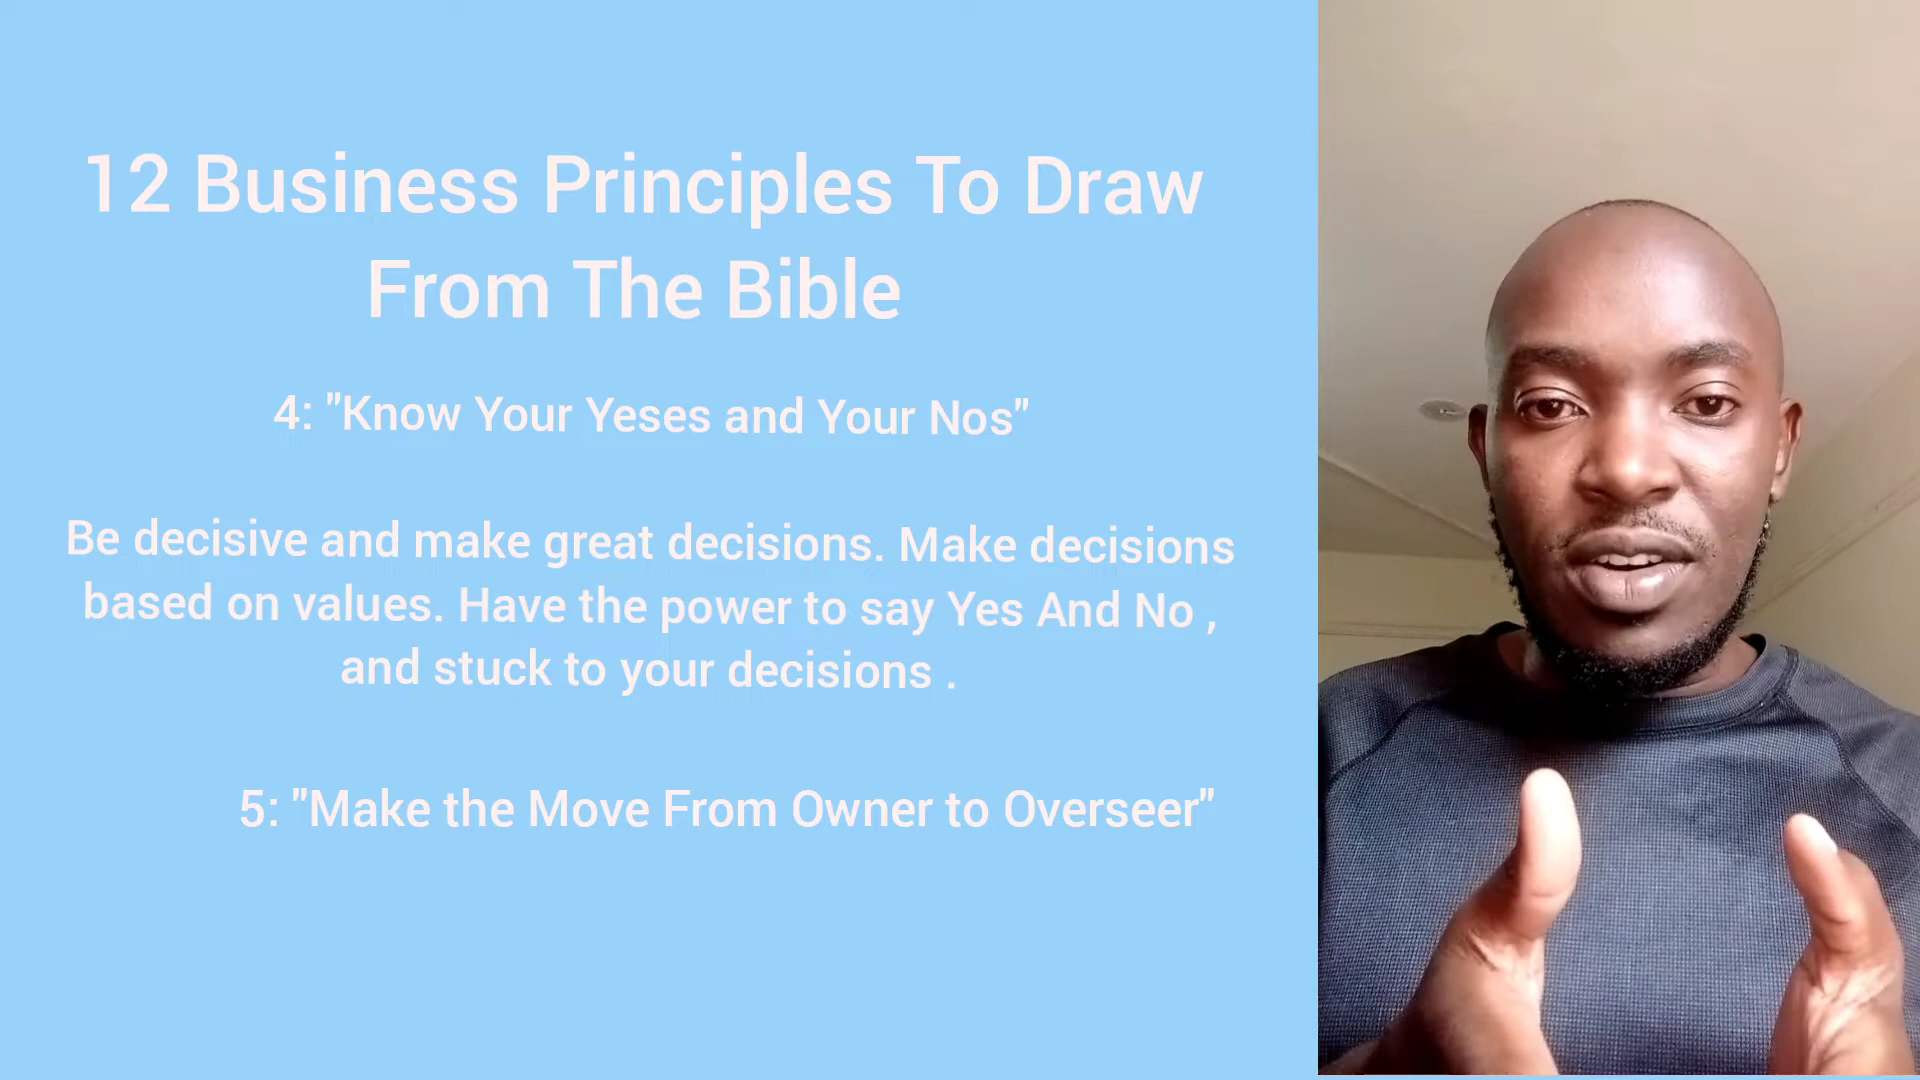 12 Business Principles To Draw
From The Bible
4: "Know Your Yeses and Your Nos"
Be decisive and make great decisions. Make decisions
based on values. Have the power to say Yes And No ,
and stuck to your decisions .
5: "Make the Move From Owner to Overseer"